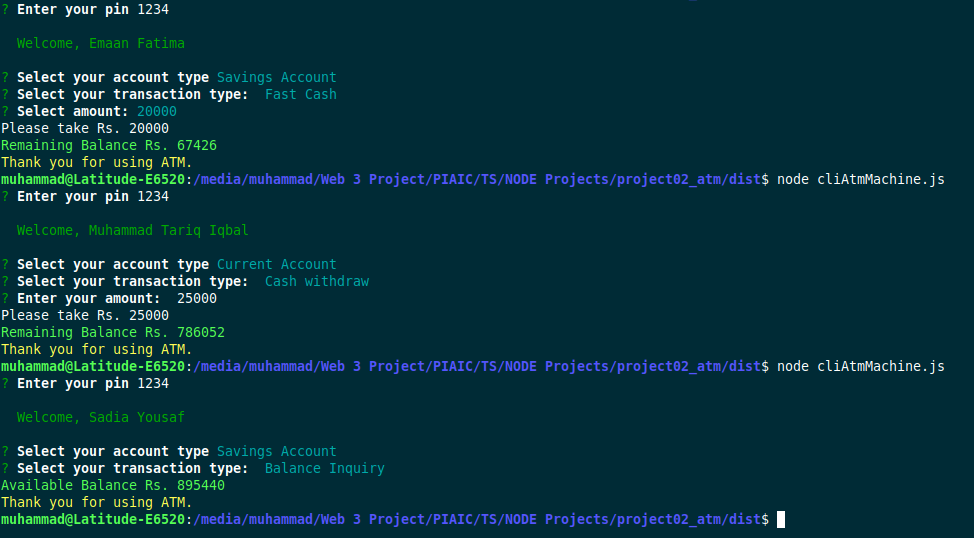 ? Enter your pin 1234
Welcome, Emaan Fatima
? Select your account type Savings Account
? Select your transaction type:  Fast Cash
? Select amount: 20000
Please take Rs. 20000
Remaining Balance Rs. 67426
Thank you for using ATM.
muhammad@Latitude-E6520:/media/muhammad/Web 3 Project/PIAIC/TS/NODE Projects/project02_atm/dist$ node cliAtmMachine.js
? Enter your pin 1234
Welcome, Muhammad Tariq Iqbal
? Select your account type Current Account
? Select your transaction type:  Cash withdraw
? Enter your amount:  25000
Please take Rs. 25000
Remaining Balance Rs. 786052
Thank you for using ATM.
muhammad@Latitude-E6520:/media/muhammad/Web 3 Project/PIAIC/TS/NODE Projects/project02_atm/dist$ node cliAtmMachine.js
? Enter your pin 1234
Welcome, Sadia Yousaf
? Select your account type Savings Account
? Select your transaction type:  Balance Inquiry
Available Balance Rs. 895440
Thank you for using ATM.
muhammad@Latitude-E6520:/media/muhammad/Web 3 Project/PIAIC/TS/NODE Projects/project02_atm/dist$